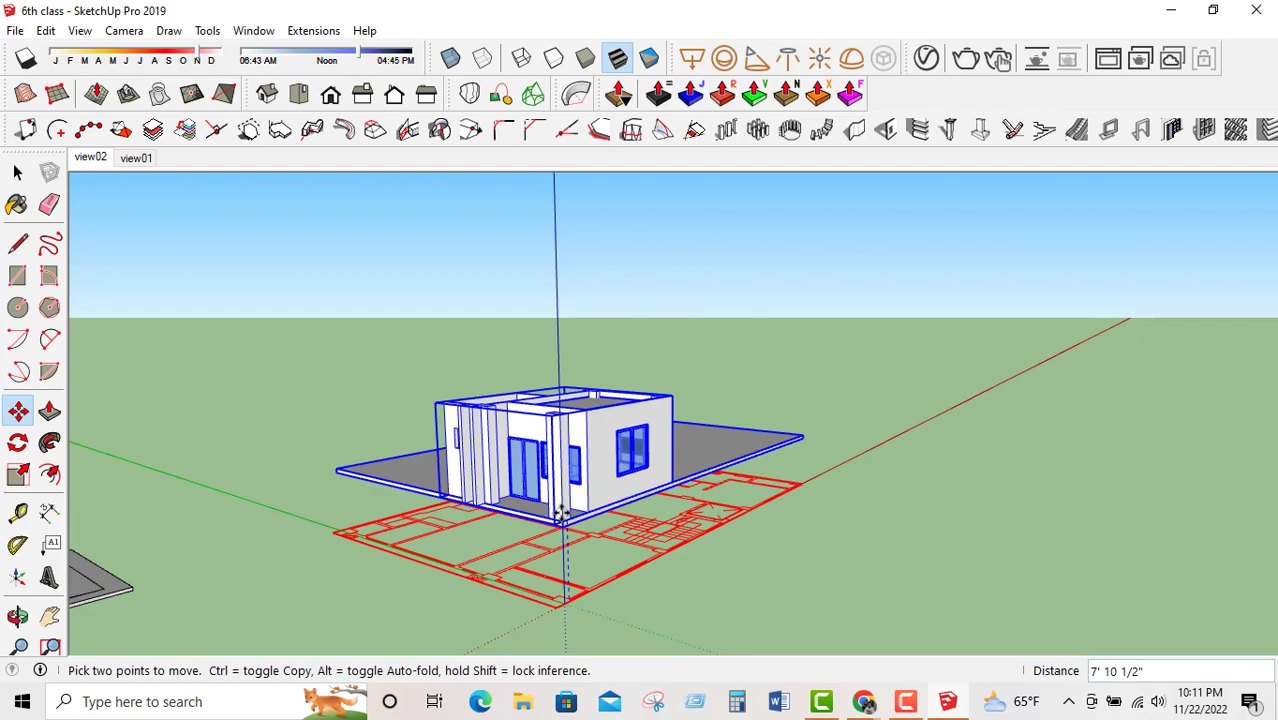 6th class - SketchUp Pro 2019
File Edit View Camera Draw Tools Window Extensions Help
J F M A M J J A S O N D
06:43 AM Noon 04:45 PM
= J R V N X F
view02 view01
A1
Pick two points to move. Ctrl = toggle Copy, Alt = toggle Auto-fold, hold Shift = lock inference.
Distance 7' 10 1/2"
Type here to search
65°F
10:11 PM
11/22/2022
1